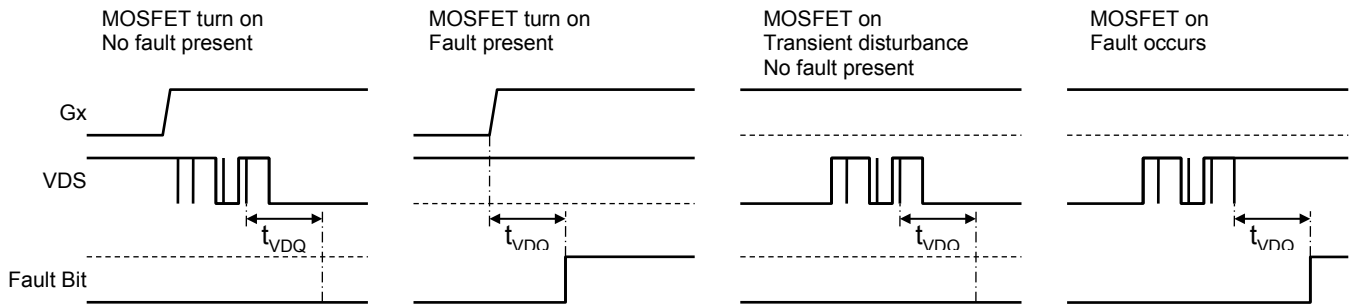 MOSFET turn on
No fault present
MOSFET turn on
Fault present
MOSFET on
Transient disturbance
No fault present
MOSFET on
Fault occurs
Gx
VDS
tVDQ
tVDQ
tVDQ
tVDQ
Fault Bit